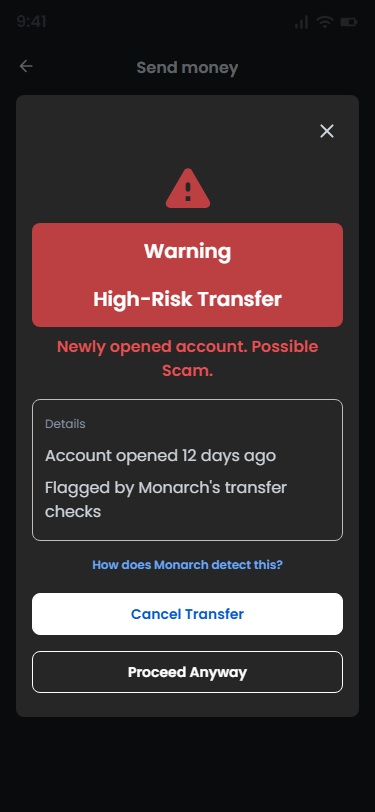 9:41
Send money
Warning
High-Risk Transfer
Newly opened account. Possible
Scam.
Details
Account opened 12 days ago
Flagged by Monarch's transfer
checks
How does Monarch detect this?
Cancel Transfer
Proceed Anyway